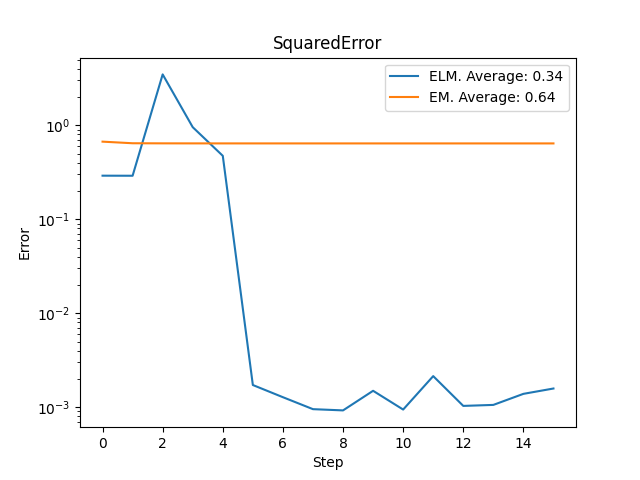 SquaredError
ELM. Average: 0.34
EM. Average: 0.64
Error
10⁰
10⁻¹
10⁻²
10⁻³
0 2 4 6 8 10 12 14
Step